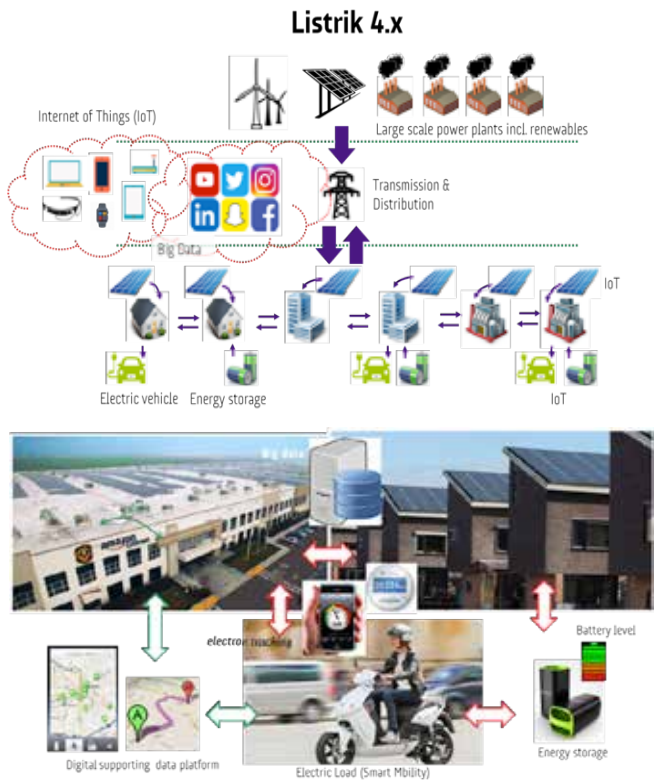 Listrik 4.x
Internet of Things (IoT)
Large scale power plants incl. renewables
Transmission &
Distribution
Big Data
IoT
Electric vehicle
Energy storage
IoT
Big data
amazon
electron tracking
Battery level
Digital supporting data platform
A
Electric Load (Smart Mbility)
Energy storage